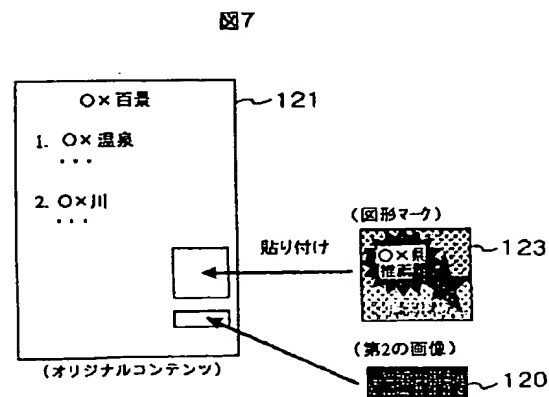 図7
○×百景
121
1. ○×温泉
・・・
2. ○×川
・・・
(図形マーク)
貼り付け
○×県
推薦
123
(第2の画像)
(オリジナルコンテンツ)
120